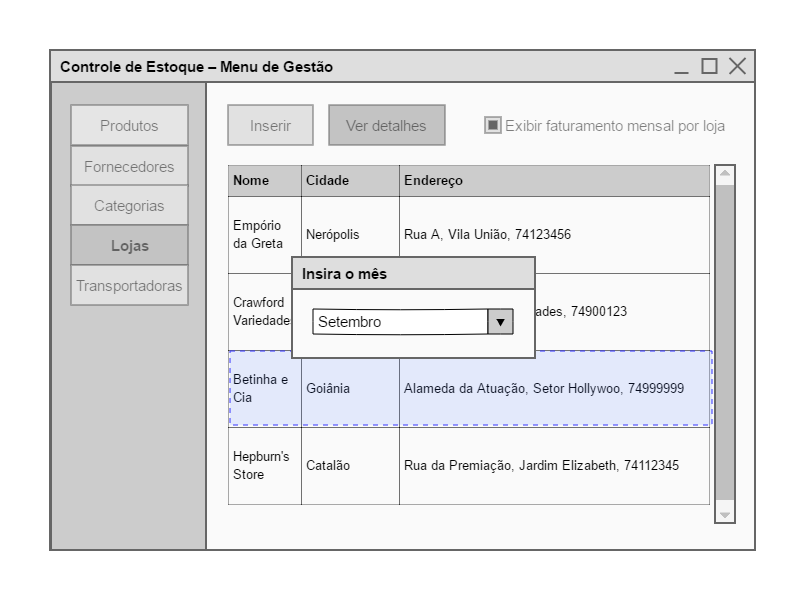 Controle de Estoque – Menu de Gestão
Produtos
Fornecedores
Categorias
Lojas
Transportadoras
Inserir
Ver detalhes
Exibir faturamento mensal por loja
Nome Cidade Endereço
Empório
da Greta
Nerópolis
Rua A, Vila União, 74123456
Insira o mês
Setembro
Crawford
ades, 74900123
Betinha e
Cia
Goiânia
Alameda da Atuação, Setor Hollywoo, 74999999
Hepburn's
Store
Catalão
Rua da Premiação, Jardim Elizabeth, 74112345